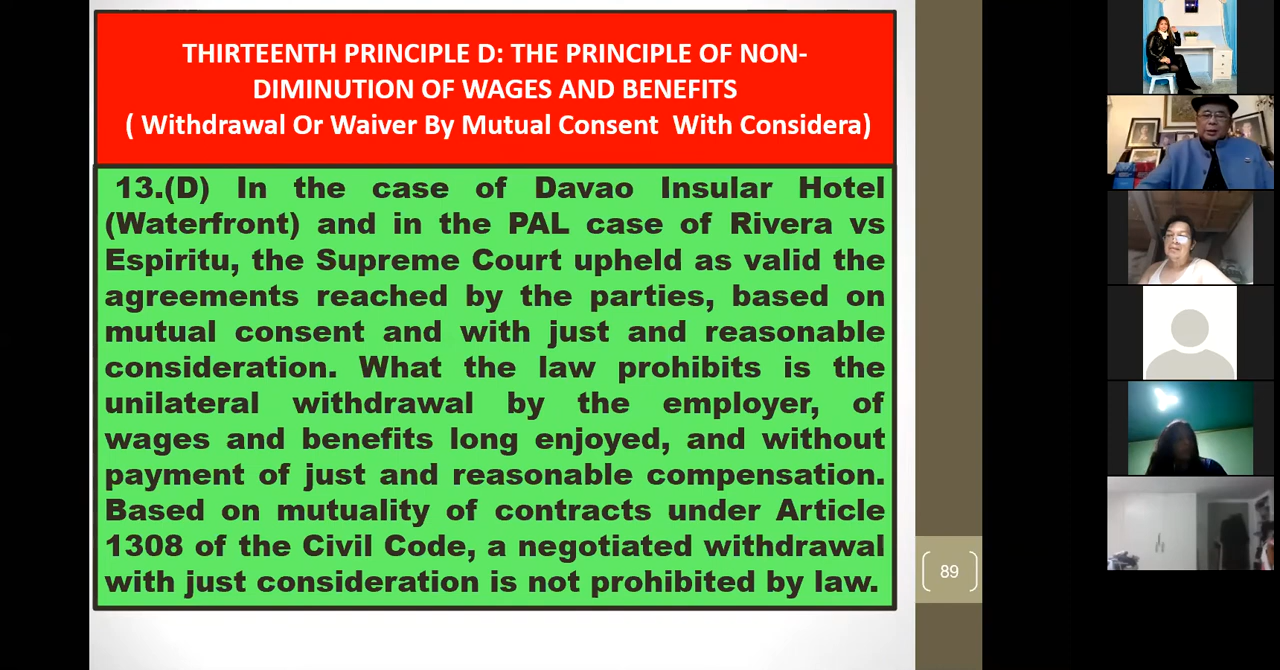 THIRTEENTH PRINCIPLE D: THE PRINCIPLE OF NON-
DIMINUTION OF WAGES AND BENEFITS
( Withdrawal Or Waiver By Mutual Consent With Considera)
13.(D) In the case of Davao Insular Hotel
(Waterfront) and in the PAL case of Rivera vs
Espiritu, the Supreme Court upheld as valid the
agreements reached by the parties, based on
mutual consent and with just and reasonable
consideration. What the law prohibits is the
unilateral withdrawal by the employer, of
wages and benefits long enjoyed, and without
payment of just and reasonable compensation.
Based on mutuality of contracts under Article
1308 of the Civil Code, a negotiated withdrawal
with just consideration is not prohibited by law.
89